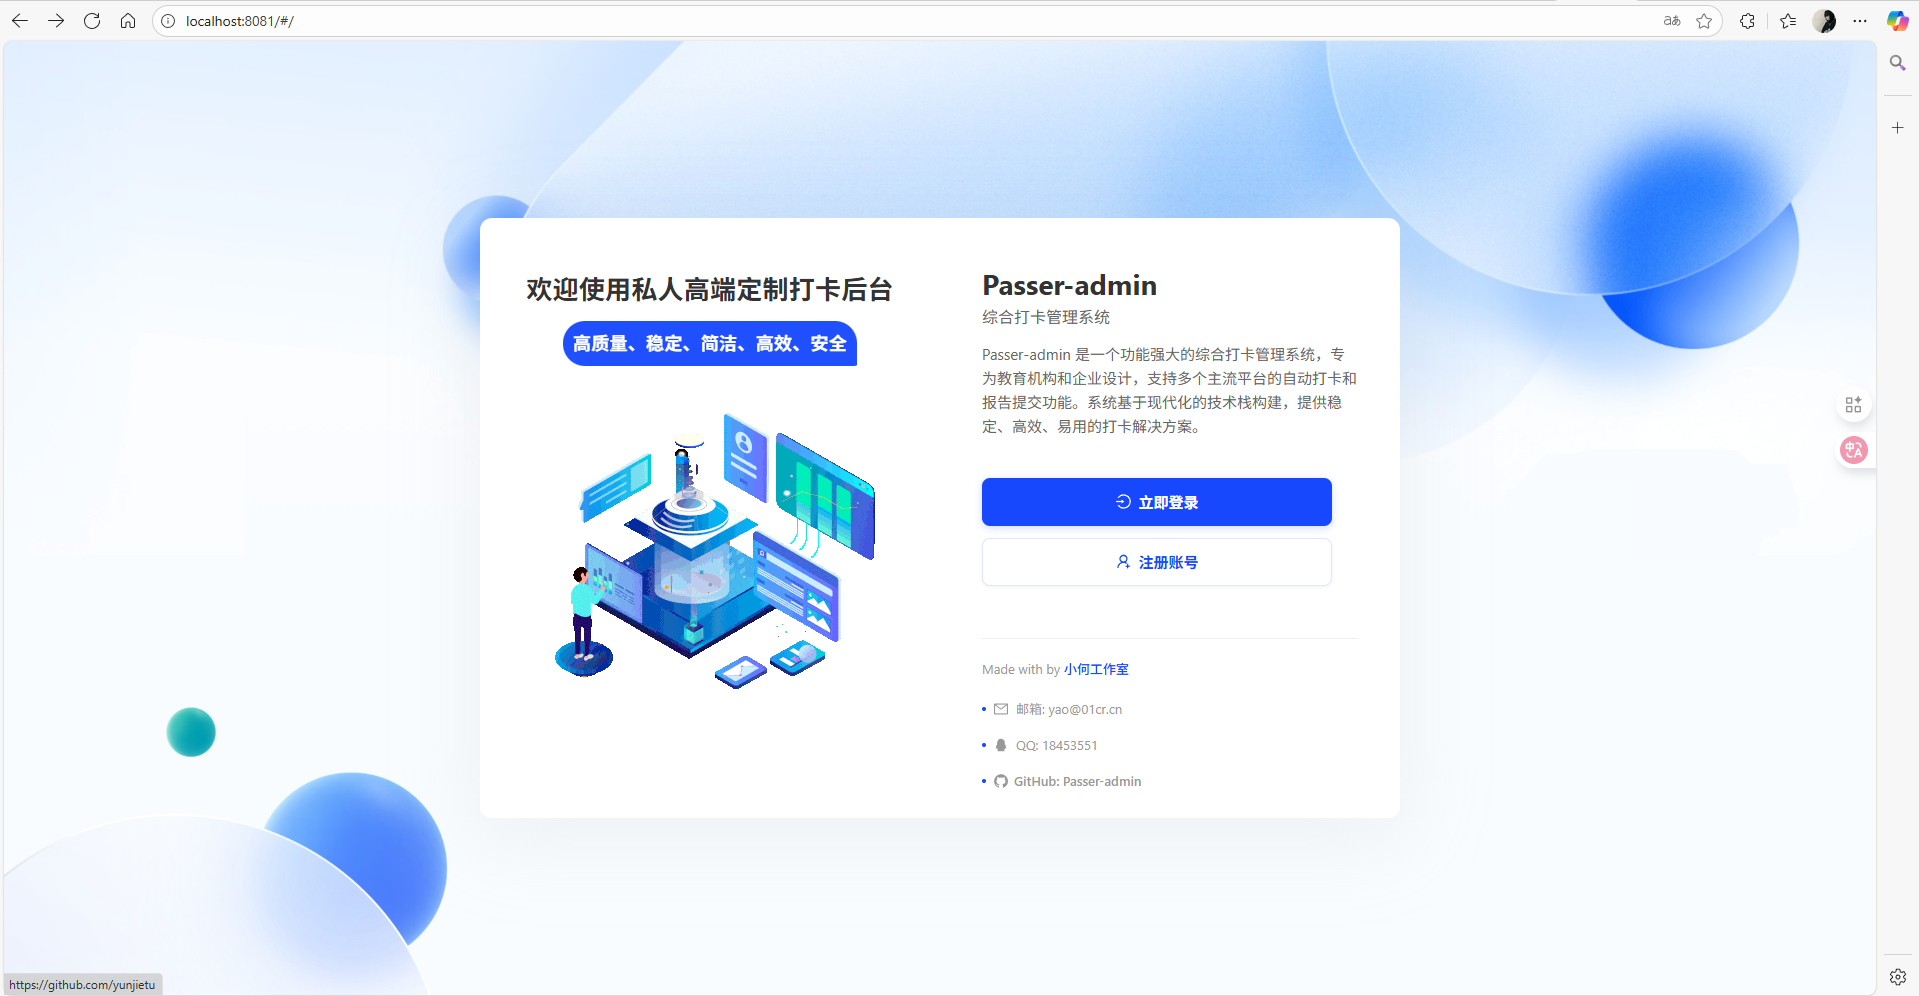 localhost:8081/#/
欢迎使用私人高端定制打卡后台
高质量、稳定、简洁、高效、安全
Passer-admin
综合打卡管理系统
Passer-admin 是一个功能强大的综合打卡管理系统，专
为教育机构和企业设计，支持多个主流平台的自动打卡和
报告提交功能。系统基于现代化的技术栈构建，提供稳
定、高效、易用的打卡解决方案。
立即登录
注册账号
Made with by 小何工作室
邮箱: yao@01cr.cn
QQ: 18453551
GitHub: Passer-admin
https://github.com/yunjietu